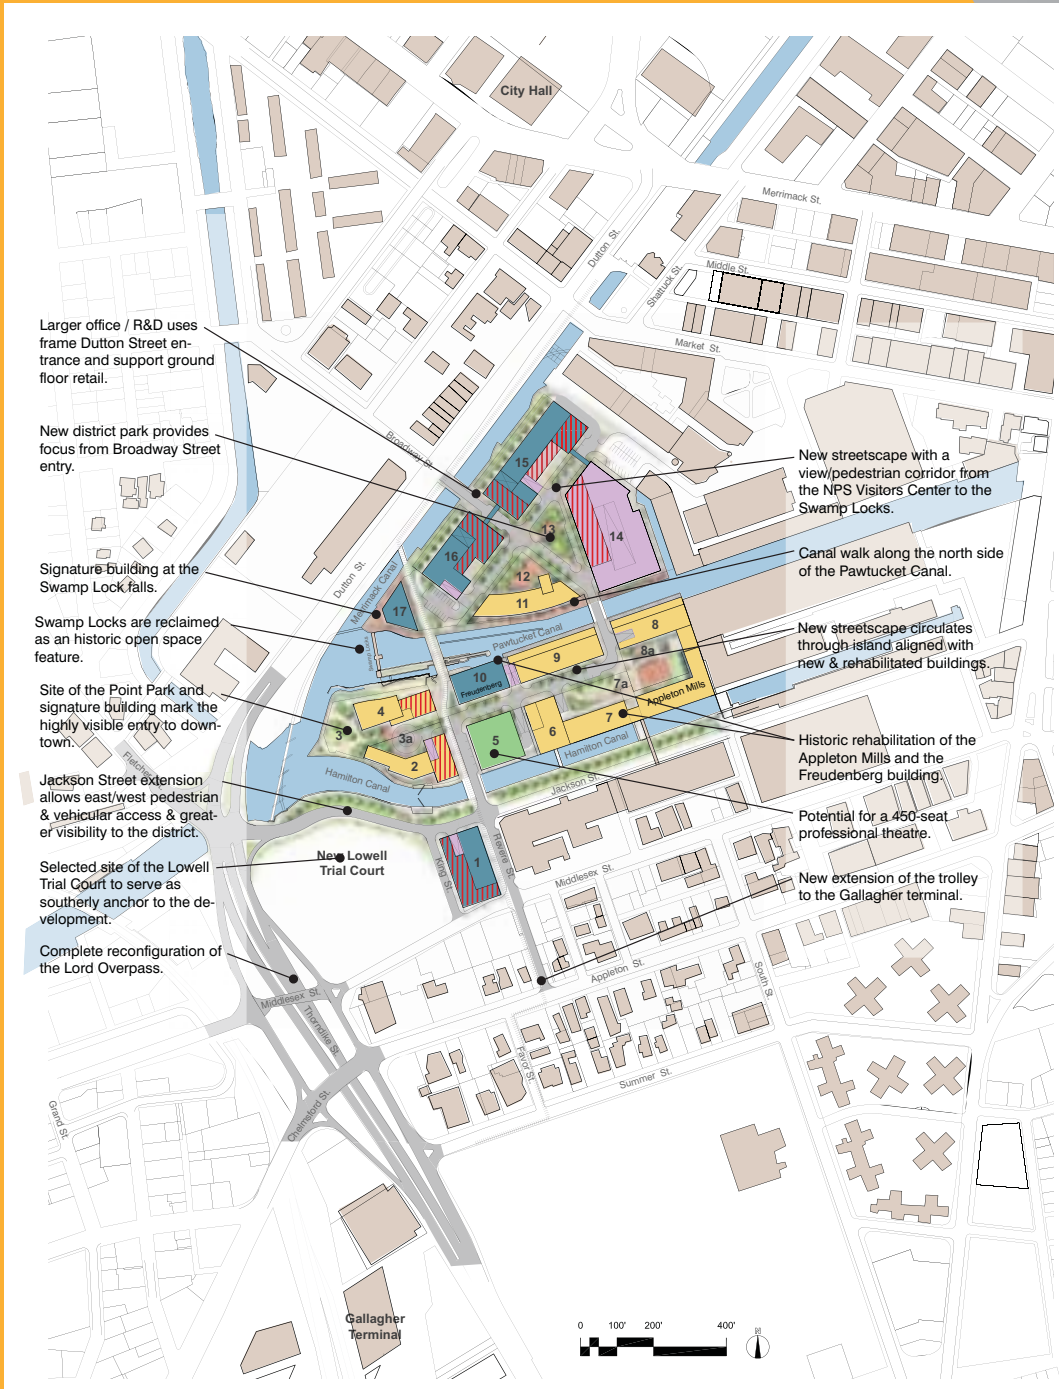 City Hall
Merrimack St.
Dutton St.
Middle St.
Shattuck St.
Market St.
Larger office / R&D uses
frame Dutton Street en-
trance and support ground
floor retail.
New district park provides
focus from Broadway Street
entry.
Broadway St.
15
New streetscape with a
view/pedestrian corridor from
the NPS Visitors Center to the
Swamp Locks.
13
14
16
Signature building at the
Swamp Lock falls.
Dutton St.
Merrimack Canal
12
11
17
Canal walk along the north side
of the Pawtucket Canal.
Swamp Locks are reclaimed
as an historic open space
feature.
Swamp Locks
Pawtucket Canal
8
8a
9
New streetscape circulates
through island aligned with
new & rehabilitated buildings.
10
Freudenberg
7a
Appleton Mills
Site of the Point Park and
signature building mark the
highly visible entry to down-
town.
4
3
3a
2
5
6
7
Hamilton Canal
Historic rehabilitation of the
Appleton Mills and the
Freudenberg building.
Fletcher St.
Hamilton Canal
Jackson St.
Jackson Street extension
allows east/west pedestrian
& vehicular access & great-
er visibility to the district.
Potential for a 450-seat
professional theatre.
New Lowell
Trial Court
King St.
1
Revere St.
Middlesex St.
Selected site of the Lowell
Trial Court to serve as
southerly anchor to the de-
velopment.
New extension of the trolley
to the Gallagher terminal.
Complete reconfiguration of
the Lord Overpass.
Appleton St.
South St.
Middlesex St.
Thorndike St.
Favor St.
Summer St.
Chelmsford St.
Grand St.
Gallagher
Terminal
0 100' 200' 400'
N